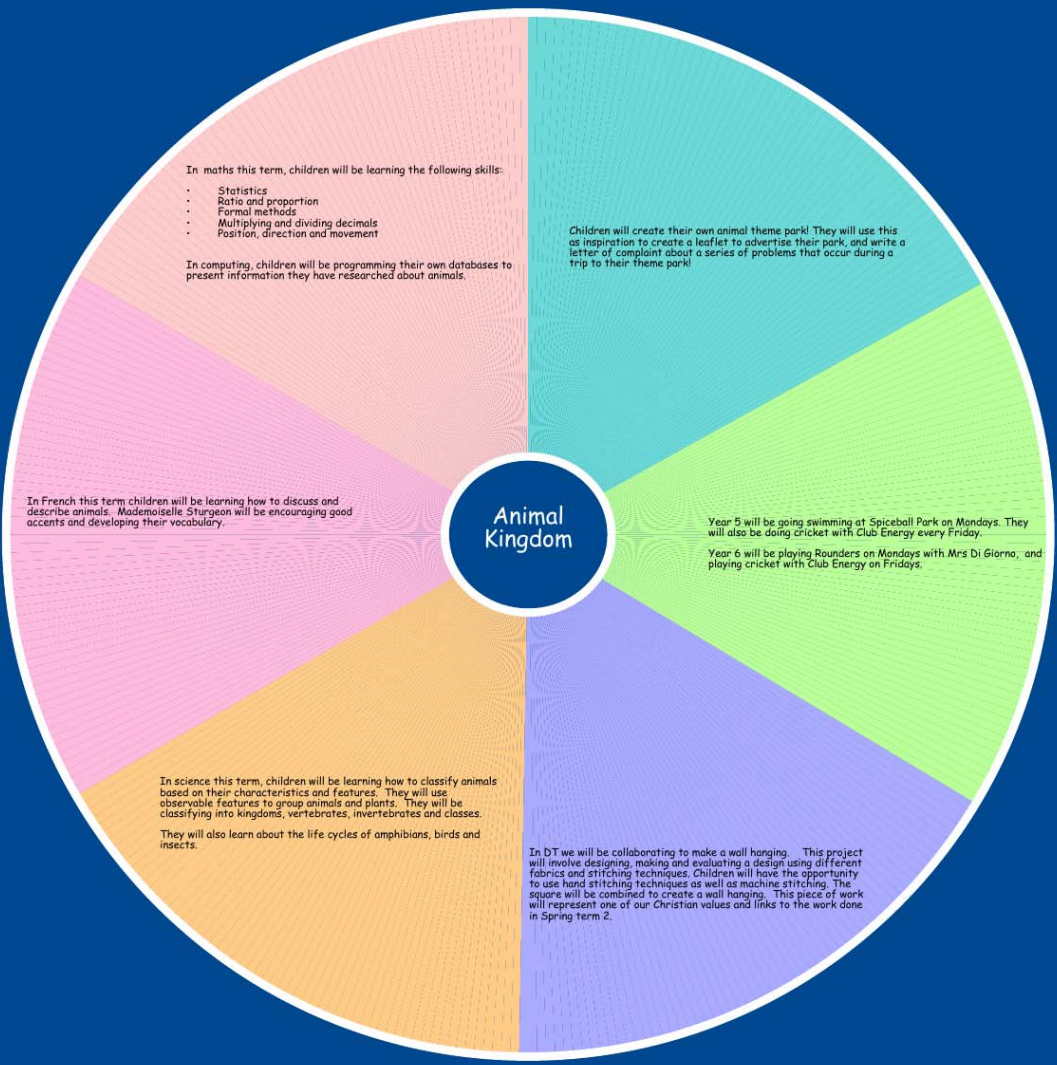 In  maths this term, children will be learning the following skills:
•	Statistics
•	Ratio and proportion
•	Formal methods
•	Multiplying and dividing decimals
•	Position, direction and movement
In computing, children will be programming their own databases to
present information they have researched about animals.
Children will create their own animal theme park! They will use this
as inspiration to create a leaflet to advertise their park, and write a
letter of complaint about a series of problems that occur during a
trip to their theme park!
In French this term children will be learning how to discuss and
describe animals.  Mademoiselle Sturgeon will be encouraging good
accents and developing their vocabulary.
Animal
Kingdom
Year 5 will be going swimming at Spiceball Park on Mondays. They
will also be doing cricket with Club Energy every Friday.
Year 6 will be playing Rounders on Mondays with Mrs Di Giorno,  and
playing cricket with Club Energy on Fridays.
In science this term, children will be learning how to classify animals
based on their characteristics and features.  They will use
observable features to group animals and plants.  They will be
classifying into kingdoms, vertebrates, invertebrates and classes.
They will also learn about the life cycles of amphibians, birds and
insects.
In DT we will be collaborating to make a wall hanging.    This project
will involve designing, making and evaluating a design using different
fabrics and stitching techniques. Children will have the opportunity
to use hand stitching techniques as well as machine stitching. The
square will be combined to create a wall hanging.  This piece of work
will represent one of our Christian values and links to the work done
in Spring term 2.